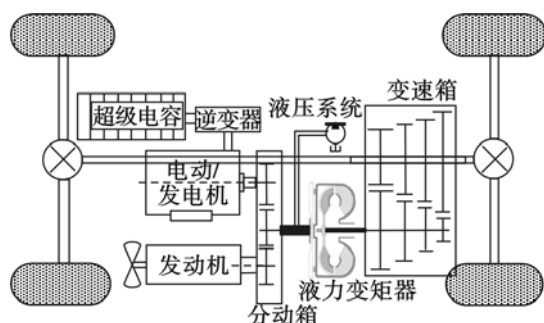 液压系统
变速箱
超级电容
逆变器
电动/
发电机
发动机
液力变矩器
分动箱